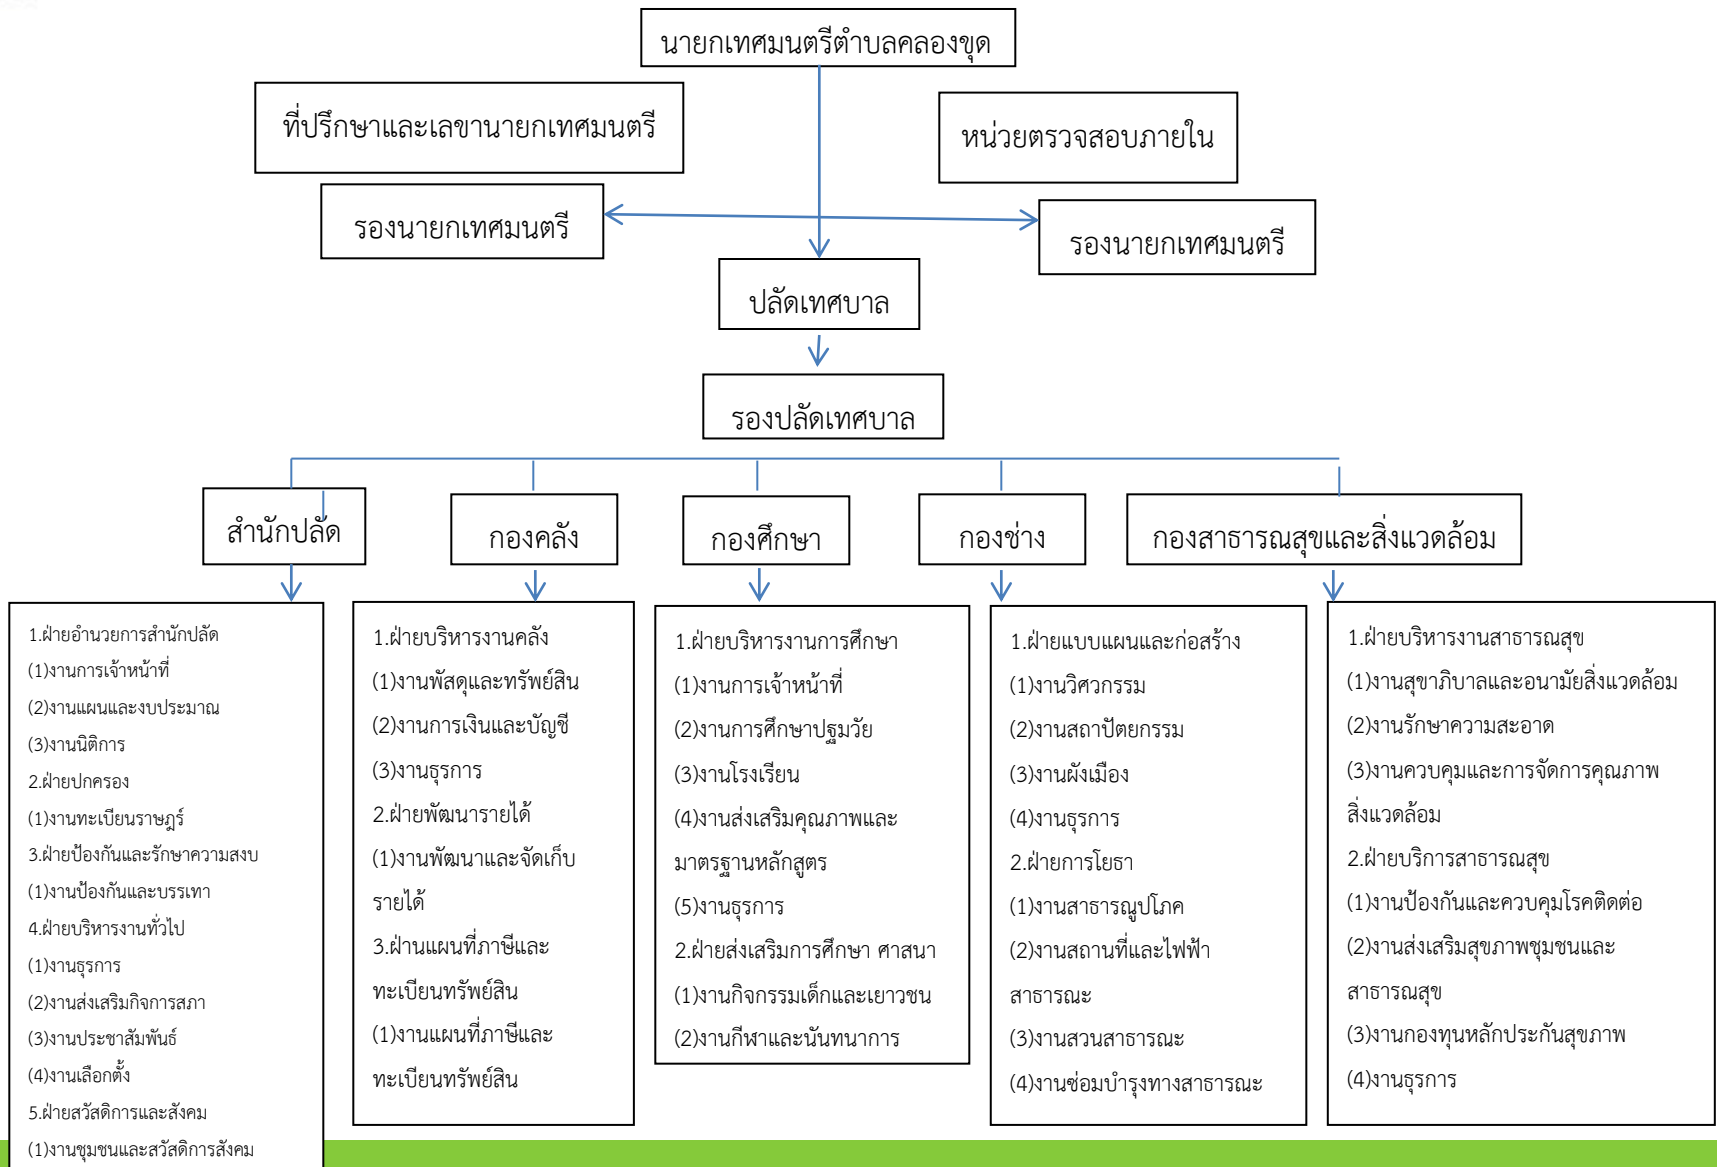 นายกเทศมนตรีตำบลคลองขุด
ที่ปรึกษาและเลขานายกเทศมนตรี
หน่วยตรวจสอบภายใน
รองนายกเทศมนตรี
รองนายกเทศมนตรี
ปลัดเทศบาล
รองปลัดเทศบาล
สำนักปลัด
กองคลัง
กองศึกษา
กองช่าง
กองสาธารณสุขและสิ่งแวดล้อม
1.ฝ่ายอำนวยการสำนักปลัด
(1)งานการเจ้าหน้าที่
(2)งานแผนและงบประมาณ
(3)งานนิติการ
2.ฝ่ายปกครอง
(1)งานทะเบียนราษฎร์
3.ฝ่ายป้องกันและรักษาความสงบ
(1)งานป้องกันและบรรเทา
4.ฝ่ายบริหารงานทั่วไป
(1)งานธุรการ
(2)งานส่งเสริมกิจการสภา
(3)งานประชาสัมพันธ์
(4)งานเลือกตั้ง
5.ฝ่ายสวัสดิการและสังคม
(1)งานชุมชนและสวัสดิการสังคม
1.ฝ่ายบริหารงานคลัง
(1)งานพัสดุและทรัพย์สิน
(2)งานการเงินและบัญชี
(3)งานธุรการ
2.ฝ่ายพัฒนารายได้
(1)งานพัฒนาและจัดเก็บ
รายได้
3.ฝ่านแผนที่ภาษีและ
ทะเบียนทรัพย์สิน
(1)งานแผนที่ภาษีและ
ทะเบียนทรัพย์สิน
1.ฝ่ายบริหารงานการศึกษา
(1)งานการเจ้าหน้าที่
(2)งานการศึกษาปฐมวัย
(3)งานโรงเรียน
(4)งานส่งเสริมคุณภาพและ
มาตรฐานหลักสูตร
(5)งานธุรการ
2.ฝ่ายส่งเสริมการศึกษา ศาสนา
(1)งานกิจกรรมเด็กและเยาวชน
(2)งานกีฬาและนันทนาการ
1.ฝ่ายแบบแผนและก่อสร้าง
(1)งานวิศวกรรม
(2)งานสถาปัตยกรรม
(3)งานผังเมือง
(4)งานธุรการ
2.ฝ่ายการโยธา
(1)งานสาธารณูปโภค
(2)งานสถานที่และไฟฟ้า
สาธารณะ
(3)งานสวนสาธารณะ
(4)งานซ่อมบำรุงทางสาธารณะ
1.ฝ่ายบริหารงานสาธารณสุข
(1)งานสุขาภิบาลและอนามัยสิ่งแวดล้อม
(2)งานรักษาความสะอาด
(3)งานควบคุมและการจัดการคุณภาพ
สิ่งแวดล้อม
2.ฝ่ายบริการสาธารณสุข
(1)งานป้องกันและควบคุมโรคติดต่อ
(2)งานส่งเสริมสุขภาพชุมชนและ
สาธารณสุข
(3)งานกองทุนหลักประกันสุขภาพ
(4)งานธุรการ